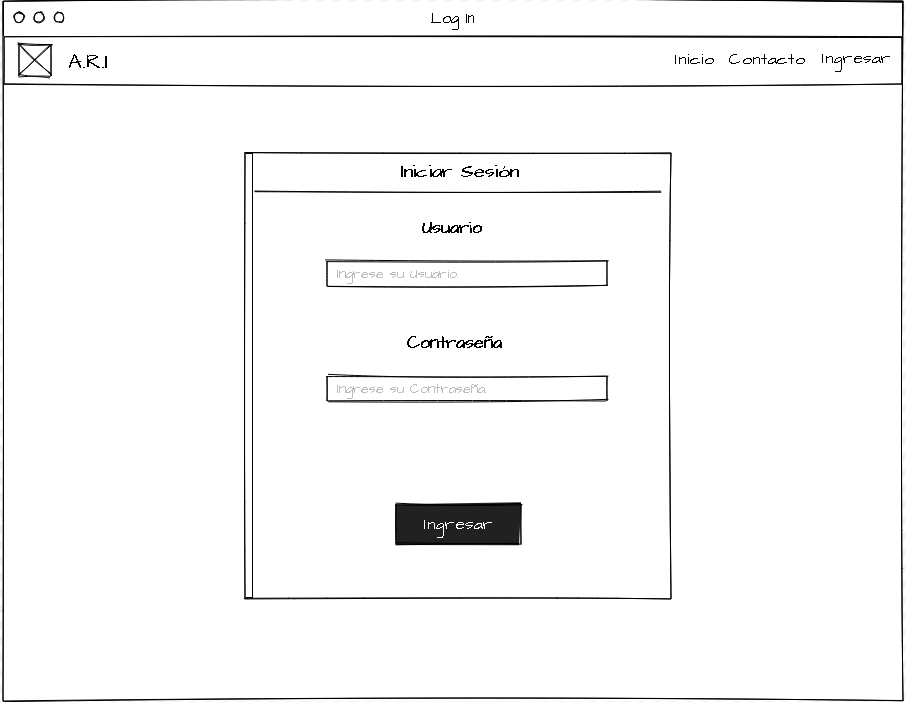 Log In
A.R.I
Inicio Contacto Ingresar
Iniciar Sesión
Usuario
Ingrese su Usuario.
Contraseña
Ingrese su Contraseña.
Ingresar